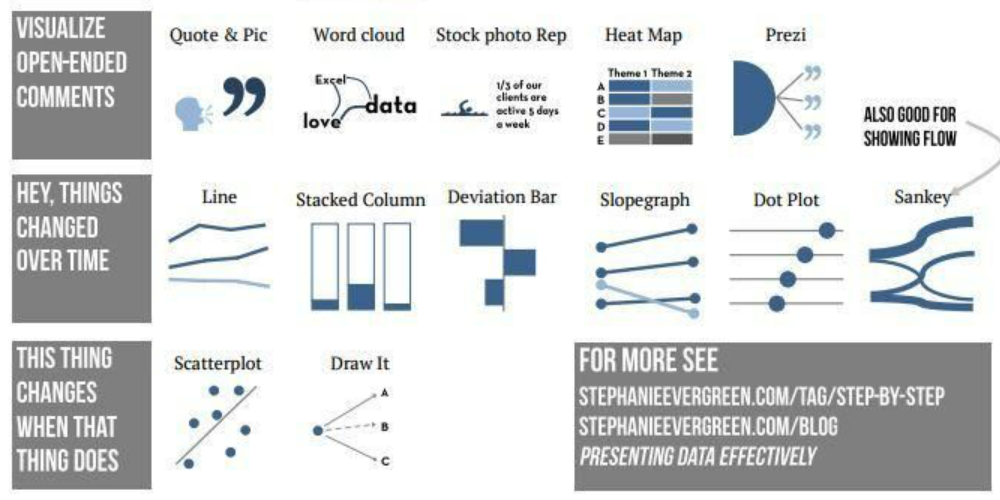 VISUALIZE
OPEN-ENDED
COMMENTS
Quote & Pic
Word cloud
Excel
love
data
Stock photo Rep
1/3 of our
clients are
active 5 days
a week
Heat Map
Theme 1 Theme 2
A
B
C
D
E
Prezi
ALSO GOOD FOR
SHOWING FLOW
HEY, THINGS
CHANGED
OVER TIME
Line
Stacked Column
Deviation Bar
Slopegraph
Dot Plot
Sankey
THIS THING
CHANGES
WHEN THAT
THING DOES
Scatterplot
Draw It
A
B
C
FOR MORE SEE
STEPHANIEEVERGREEN.COM/TAG/STEP-BY-STEP
STEPHANIEEVERGREEN.COM/BLOG
PRESENTING DATA EFFECTIVELY